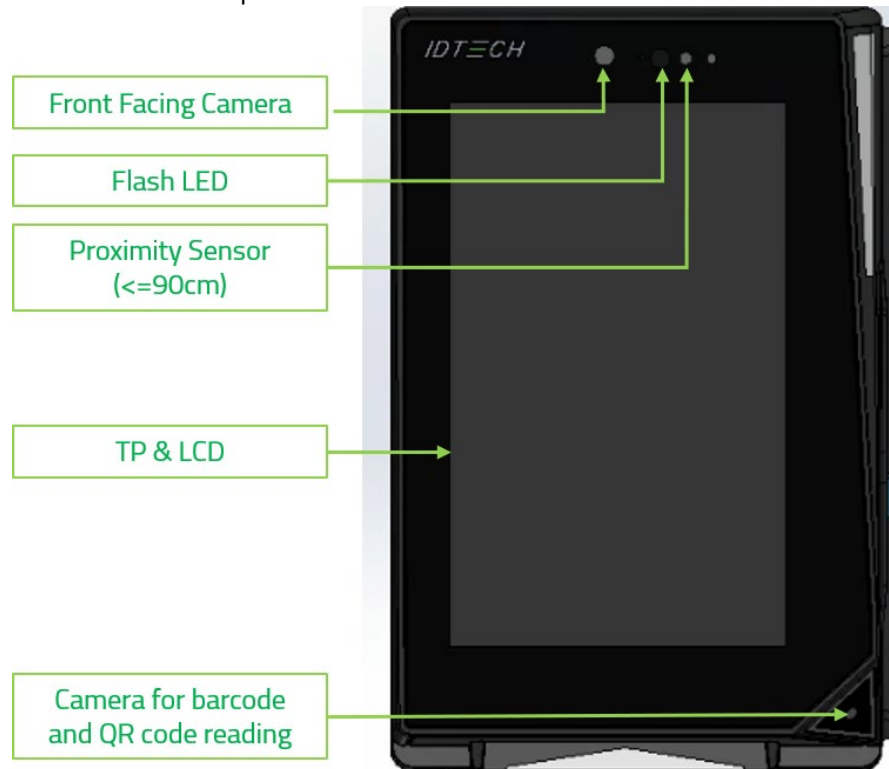 IDTECH
Front Facing Camera
Flash LED
Proximity Sensor
(<=90cm)
TP & LCD
Camera for barcode
and QR code reading